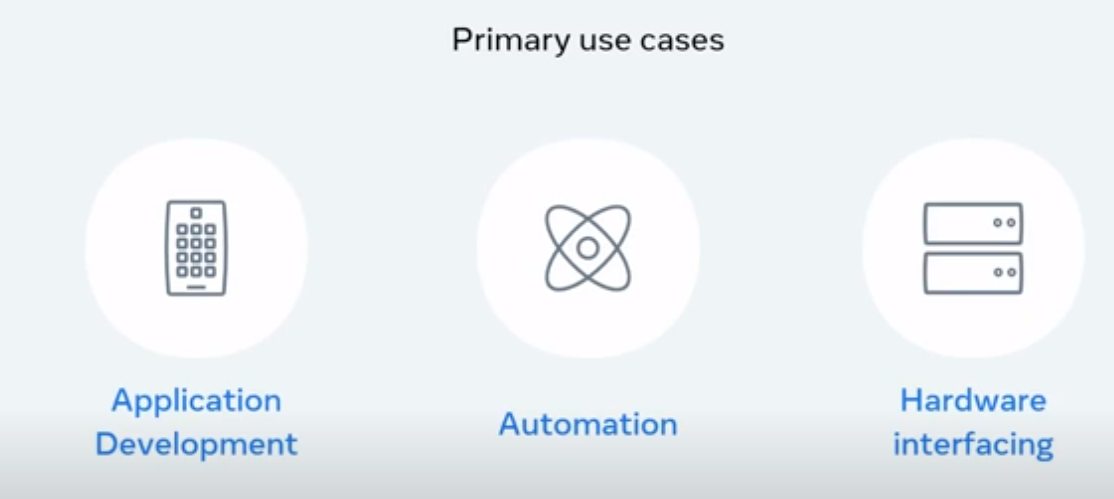 Primary use cases
Application
Development
Automation
Hardware
interfacing